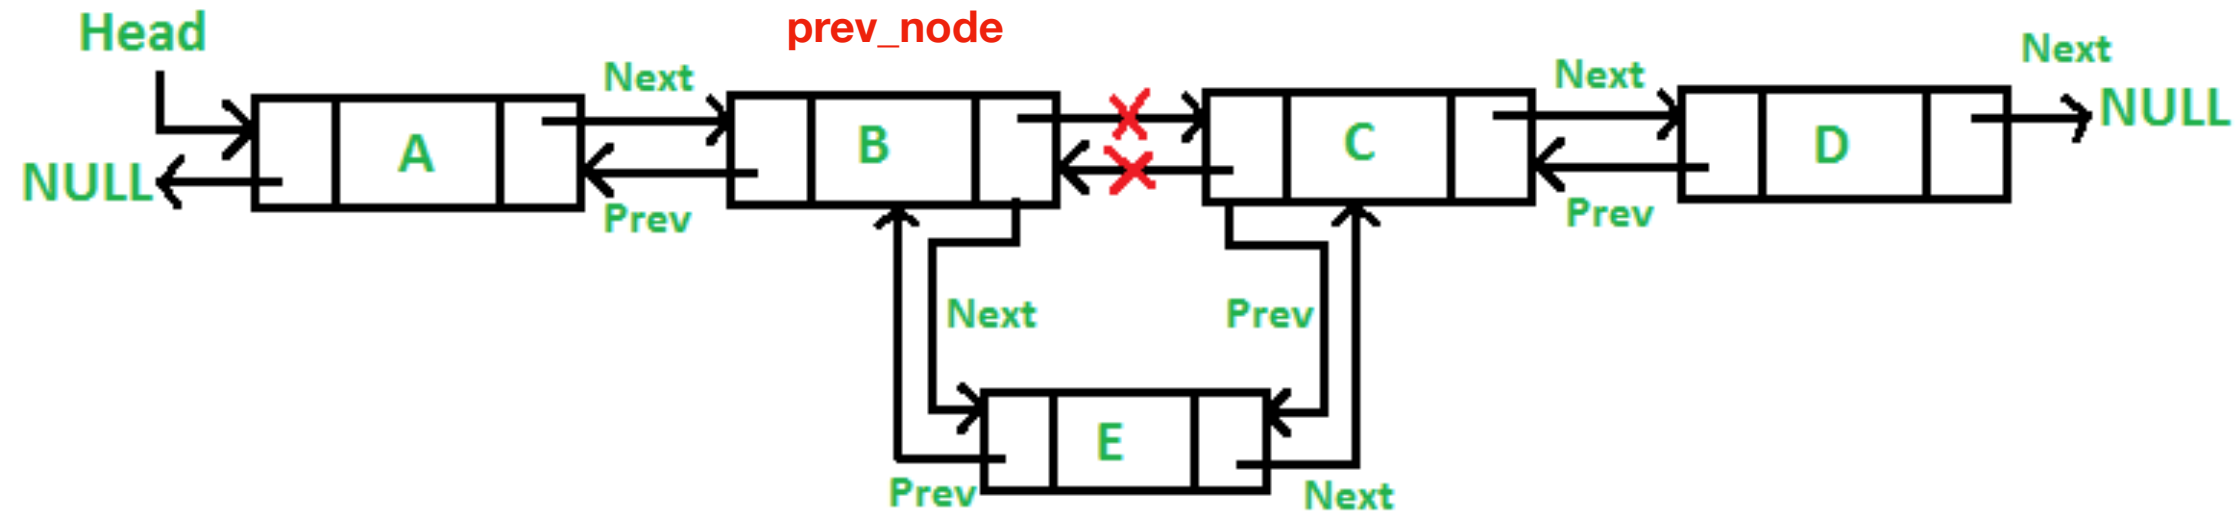 Head
prev_node
Next
Next
Next
NULL
A
B
C
D
NULL
Prev
Prev
Next
Prev
E
Prev
Next